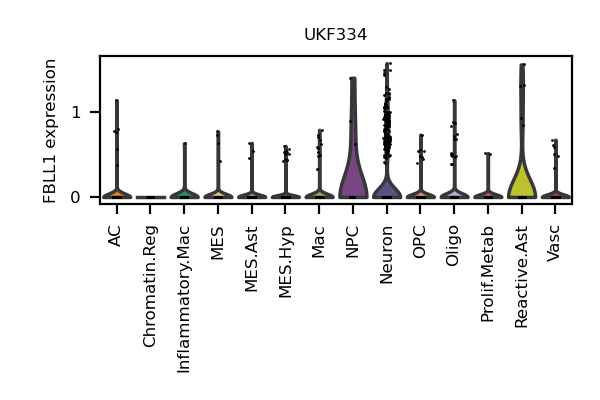 UKF334
FBLL1 expression
1
0
AC
Chromatin.Reg
Inflammatory.Mac
MES
MES.Ast
MES.Hyp
Mac
NPC
Neuron
OPC
Oligo
Prolif.Metab
Reactive.Ast
Vasc